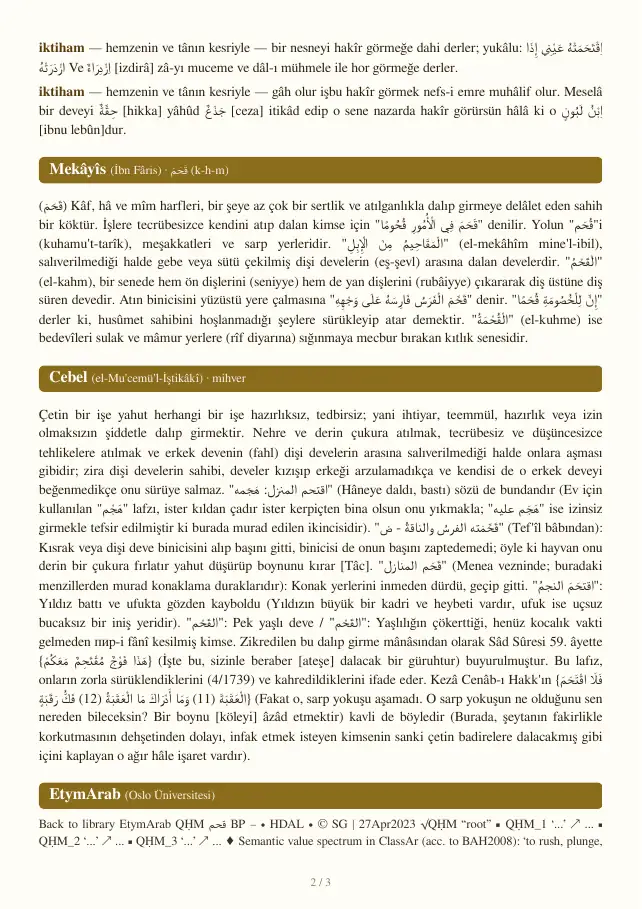 iktiham — hemzenin ve tânın kesriyle — bir nesneyi hakîr görmeğe dahi derler; yukâlu: اِقْتَحَمَتْهُ عَيْنِي إِذَا
ازْدَرَتْهُ Ve اِزْدِرَاءٌ [izdirâ] zâ-yı muceme ve dâl-ı mühmele ile hor görmeğe derler.
iktiham — hemzenin ve tânın kesriyle — gâh olur işbu hakîr görmek nefs-i emre muhâlif olur. Meselâ
bir deveyi حِقَّةٌ [hikka] yâhûd جَذَعٌ [ceza] itikâd edip o sene nazarda hakîr görürsün hâlâ ki o اِبْنُ لَبُونٍ
[ibnu lebûn]dur.
Mekâyîs (İbn Fâris) · قَحَمَ (k-h-m)
(قَحَمَ) Kâf, hâ ve mîm harfleri, bir şeye az çok bir sertlik ve atılganlıkla dalıp girmeye delâlet eden sahih
bir köktür. İşlere tecrübesizce kendini atıp dalan kimse için "قَحَمَ فِي الْأُمُورِ قُحُومًا" denilir. Yolun "قُحَم"i
(kuhamu't-tarîk), meşakkatleri ve sarp yerleridir. "الْمَقَاحِيمُ مِنَ الْإِبِلِ" (el-mekâhîm mine'l-ibil),
salıverilmediği halde gebe veya sütü çekilmiş dişi develerin (eş-şevl) arasına dalan develerdir. "الْقَحْمُ"
(el-kahm), bir senede hem ön dişlerini (seniyye) hem de yan dişlerini (rubâiyye) çıkararak diş üstüne diş
süren devedir. Atın binicisini yüzüstü yere çalmasına "قَحَّمَ الْفَرَسُ فَارِسَهُ عَلَى وَجْهِهِ" denir. "إِنَّ لِلْخُصُومَةِ قُحَمًا"
derler ki, husûmet sahibini hoşlanmadığı şeylere sürükleyip atar demektir. "الْقُحْمَةُ" (el-kuhme) ise
bedevîleri sulak ve mâmur yerlere (rîf diyarına) sığınmaya mecbur bırakan kıtlık senesidir.
Cebel (el-Mu'cemü'l-İştikâkî) · mihver
Çetin bir işe yahut herhangi bir işe hazırlıksız, tedbirsiz; yani ihtiyar, teemmül, hazırlık veya izin
olmaksızın şiddetle dalıp girmektir. Nehre ve derin çukura atılmak, tecrübesiz ve düşüncesizce
tehlikelere atılmak ve erkek devenin (fahl) dişi develerin arasına salıverilmediği halde onlara aşması
gibidir; zira dişi develerin sahibi, develer kızışıp erkeği arzulamadıkça ve kendisi de o erkek deveyi
beğenmedikçe onu sürüye salmaz. "اقتحم المنزل: هَجَمه" (Hâneye daldı, bastı) sözü de bundandır (Ev için
kullanılan "هَجَم" lafzı, ister kıldan çadır ister kerpiçten bina olsun onu yıkmakla; "هَجَم عليه" ise izinsiz
girmekle tefsir edilmiştir ki burada murad edilen ikincisidir). "قَحَّمَته الفرسُ والناقةُ - ض" (Tef'îl bâbından):
Kısrak veya dişi deve binicisini alıp başını gitti, binicisi de onun başını zaptedemedi; öyle ki hayvan onu
derin bir çukura fırlatır yahut düşürüp boynunu kırar [Tâc]. "قَحَم المنازل" (Menea vezninde; buradaki
menzillerden murad konaklama duraklarıdır): Konak yerlerini inmeden dürdü, geçip gitti. "اقتحَمَ النجمُ":
Yıldız battı ve ufukta gözden kayboldu (Yıldızın büyük bir kadri ve heybeti vardır, ufuk ise uçsuz
bucaksız bir iniş yeridir). "القَحْم": Pek yaşlı deve / "القَحْم": Yaşlılığın çökerttiği, henüz kocalık vakti
gelmeden пир-i fânî kesilmiş kimse. Zikredilen bu dalıp girme mânâsından olarak Sâd Sûresi 59. âyette
{هَذَا فَوْجٌ مُقْتَحِمٌ مَعَكُمْ} (İşte bu, sizinle beraber [ateşe] dalacak bir güruhtur) buyurulmuştur. Bu lafız,
onların zorla sürüklendiklerini (4/1739) ve kahredildiklerini ifade eder. Kezâ Cenâb-ı Hakk'ın {فَلَا اقْتَحَمَ
الْعَقَبَةَ (11) وَمَا أَدْرَاكَ مَا الْعَقَبَةُ (12) فَكُّ رَقَبَةٍ} (Fakat o, sarp yokuşu aşamadı. O sarp yokuşun ne olduğunu sen
nereden bileceksin? Bir boynu [köleyi] âzâd etmektir) kavli de böyledir (Burada, şeytanın fakirlikle
korkutmasının dehşetinden dolayı, infak etmek isteyen kimsenin sanki çetin badirelere dalacakmış gibi
içini kaplayan o ağır hâle işaret vardır).
EtymArab (Oslo Üniversitesi)
Back to library EtymArab QḤM قحم BP – • HDAL • © SG | 27Apr2023 √QḤM “root” ▪ QḤM_1 ‘...’ ↗ ... ▪
QḤM_2 ‘...’ ↗ ... ▪ QḤM_3 ‘...’ ↗ ... ♦ Semantic value spectrum in ClassAr (acc. to BAH2008): ‘to rush, plunge,
2 / 3